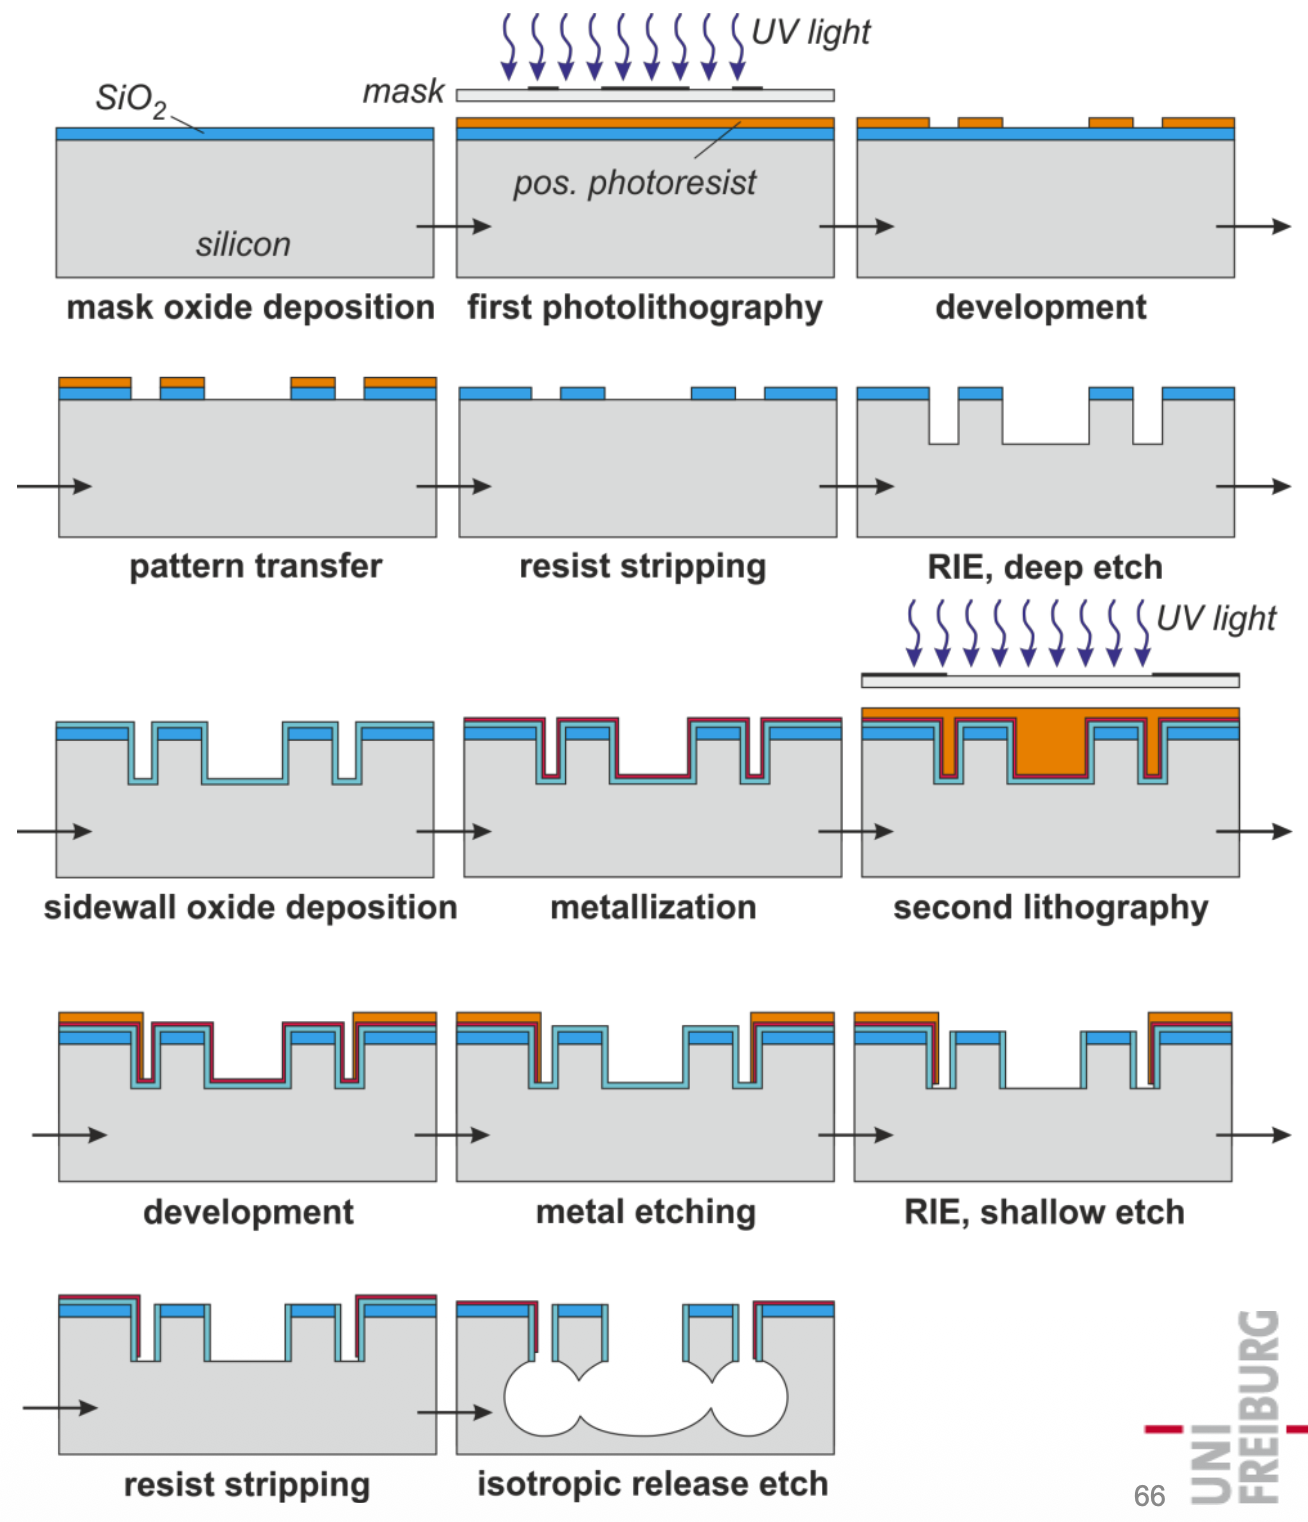 UV light
mask
SiO2
pos. photoresist
silicon
mask oxide deposition
first photolithography
development
pattern transfer
resist stripping
RIE, deep etch
UV light
sidewall oxide deposition
metallization
second lithography
development
metal etching
RIE, shallow etch
resist stripping
isotropic release etch
66
UNI
FREIBURG